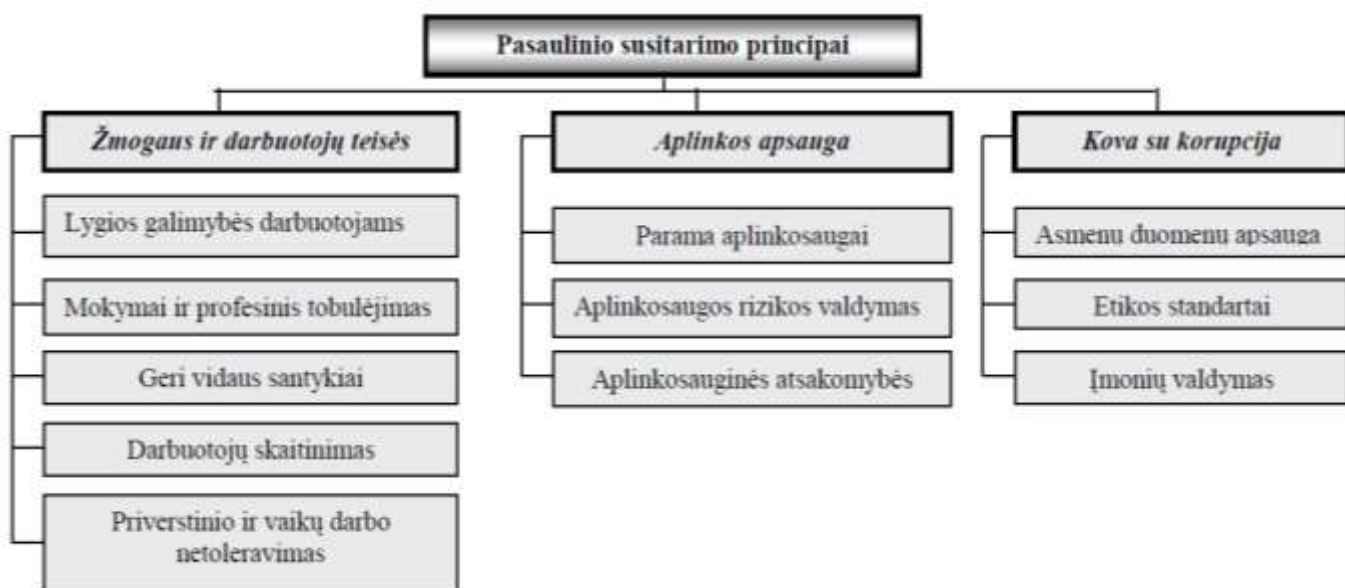 Pasaulinio susitarimo principai
Žmogaus ir darbuotojų teisės
Lygios galimybės darbuotojams
Mokymai ir profesinis tobulėjimas
Geri vidaus santykiai
Darbuotojų skaitinimas
Priverstinio ir vaikų darbo
netoleravimas
Aplinkos apsauga
Parama aplinkosaugai
Aplinkosaugos rizikos valdymas
Aplinkosauginės atsakomybės
Kova su korupcija
Asmenu duomenu apsauga
Etikos standartai
Įmonių valdymas